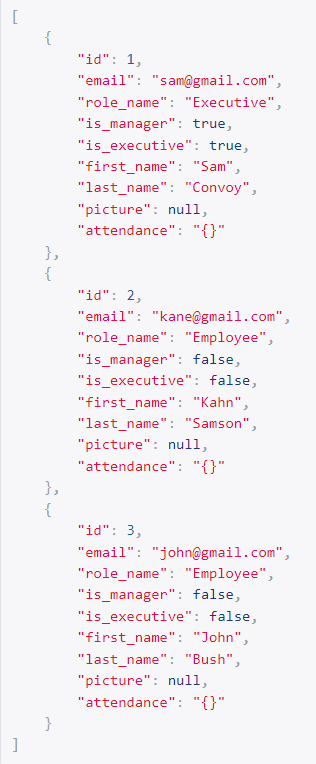 [
    {
        "id": 1,
        "email": "sam@gmail.com",
        "role_name": "Executive",
        "is_manager": true,
        "is_executive": true,
        "first_name": "Sam",
        "last_name": "Convoy",
        "picture": null,
        "attendance": "{}"
    },
    {
        "id": 2,
        "email": "kane@gmail.com",
        "role_name": "Employee",
        "is_manager": false,
        "is_executive": false,
        "first_name": "Kahn",
        "last_name": "Samson",
        "picture": null,
        "attendance": "{}"
    },
    {
        "id": 3,
        "email": "john@gmail.com",
        "role_name": "Employee",
        "is_manager": false,
        "is_executive": false,
        "first_name": "John",
        "last_name": "Bush",
        "picture": null,
        "attendance": "{}"
    }
]